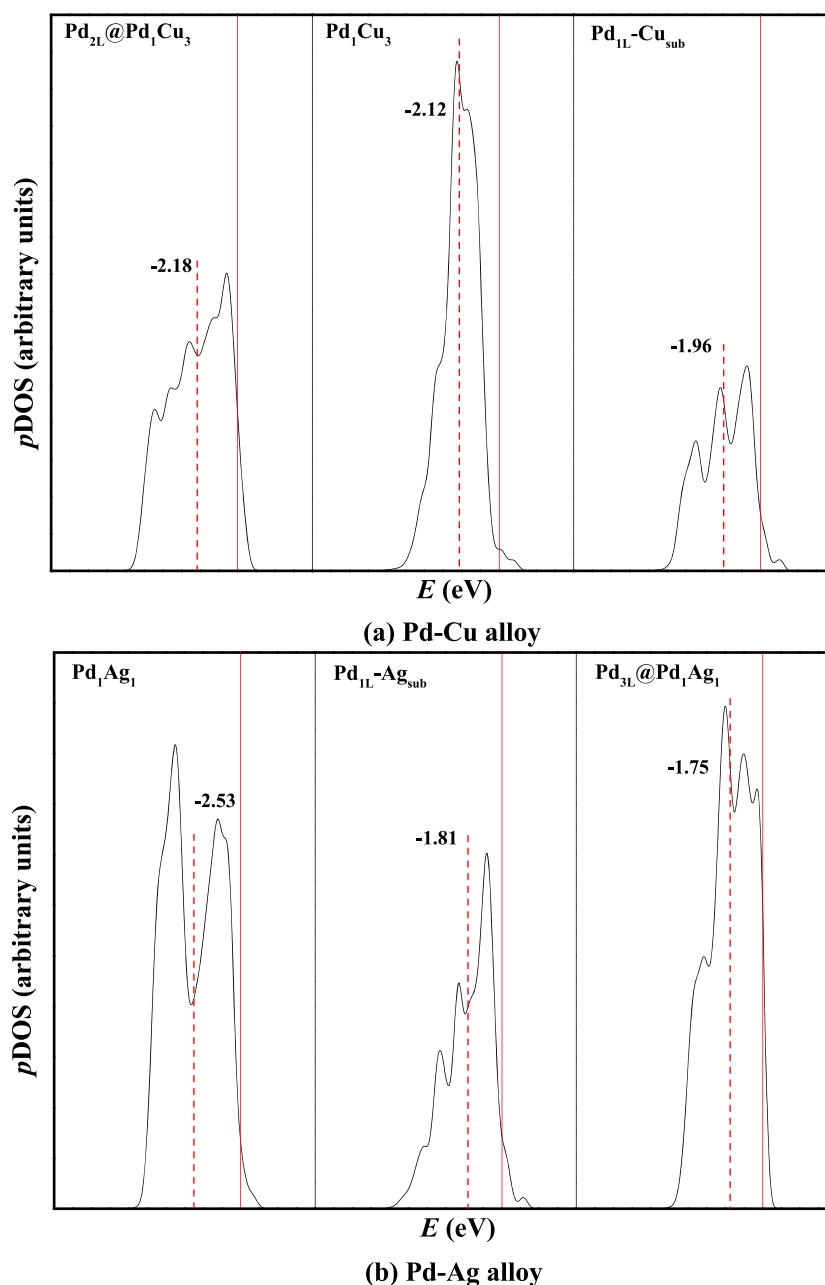 Pd₂L@Pd₁Cu₃
Pd₁Cu₃
Pd₁L-Cusub
-2.18
-2.12
-1.96
pDOS (arbitrary units)
E (eV)
(a) Pd-Cu alloy
Pd₁Ag₁
Pd₁L-Agsub
Pd₃L@Pd₁Ag₁
-2.53
-1.81
-1.75
pDOS (arbitrary units)
E (eV)
(b) Pd-Ag alloy